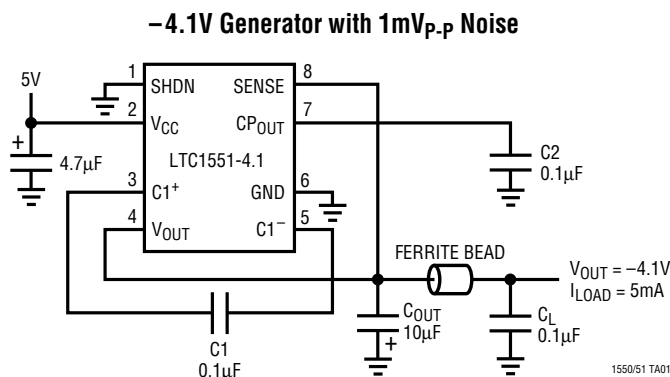 –4.1V Generator with 1mVP-P Noise
5V
1
SHDN
SENSE
8
2
VCC
CPOUT
7
+
4.7µF
LTC1551-4.1
C2
0.1µF
3
C1+
GND
6
4
VOUT
C1–
5
FERRITE BEAD
VOUT = –4.1V
ILOAD = 5mA
C1
0.1µF
COUT
10µF
+
CL
0.1µF
1550/51 TA01